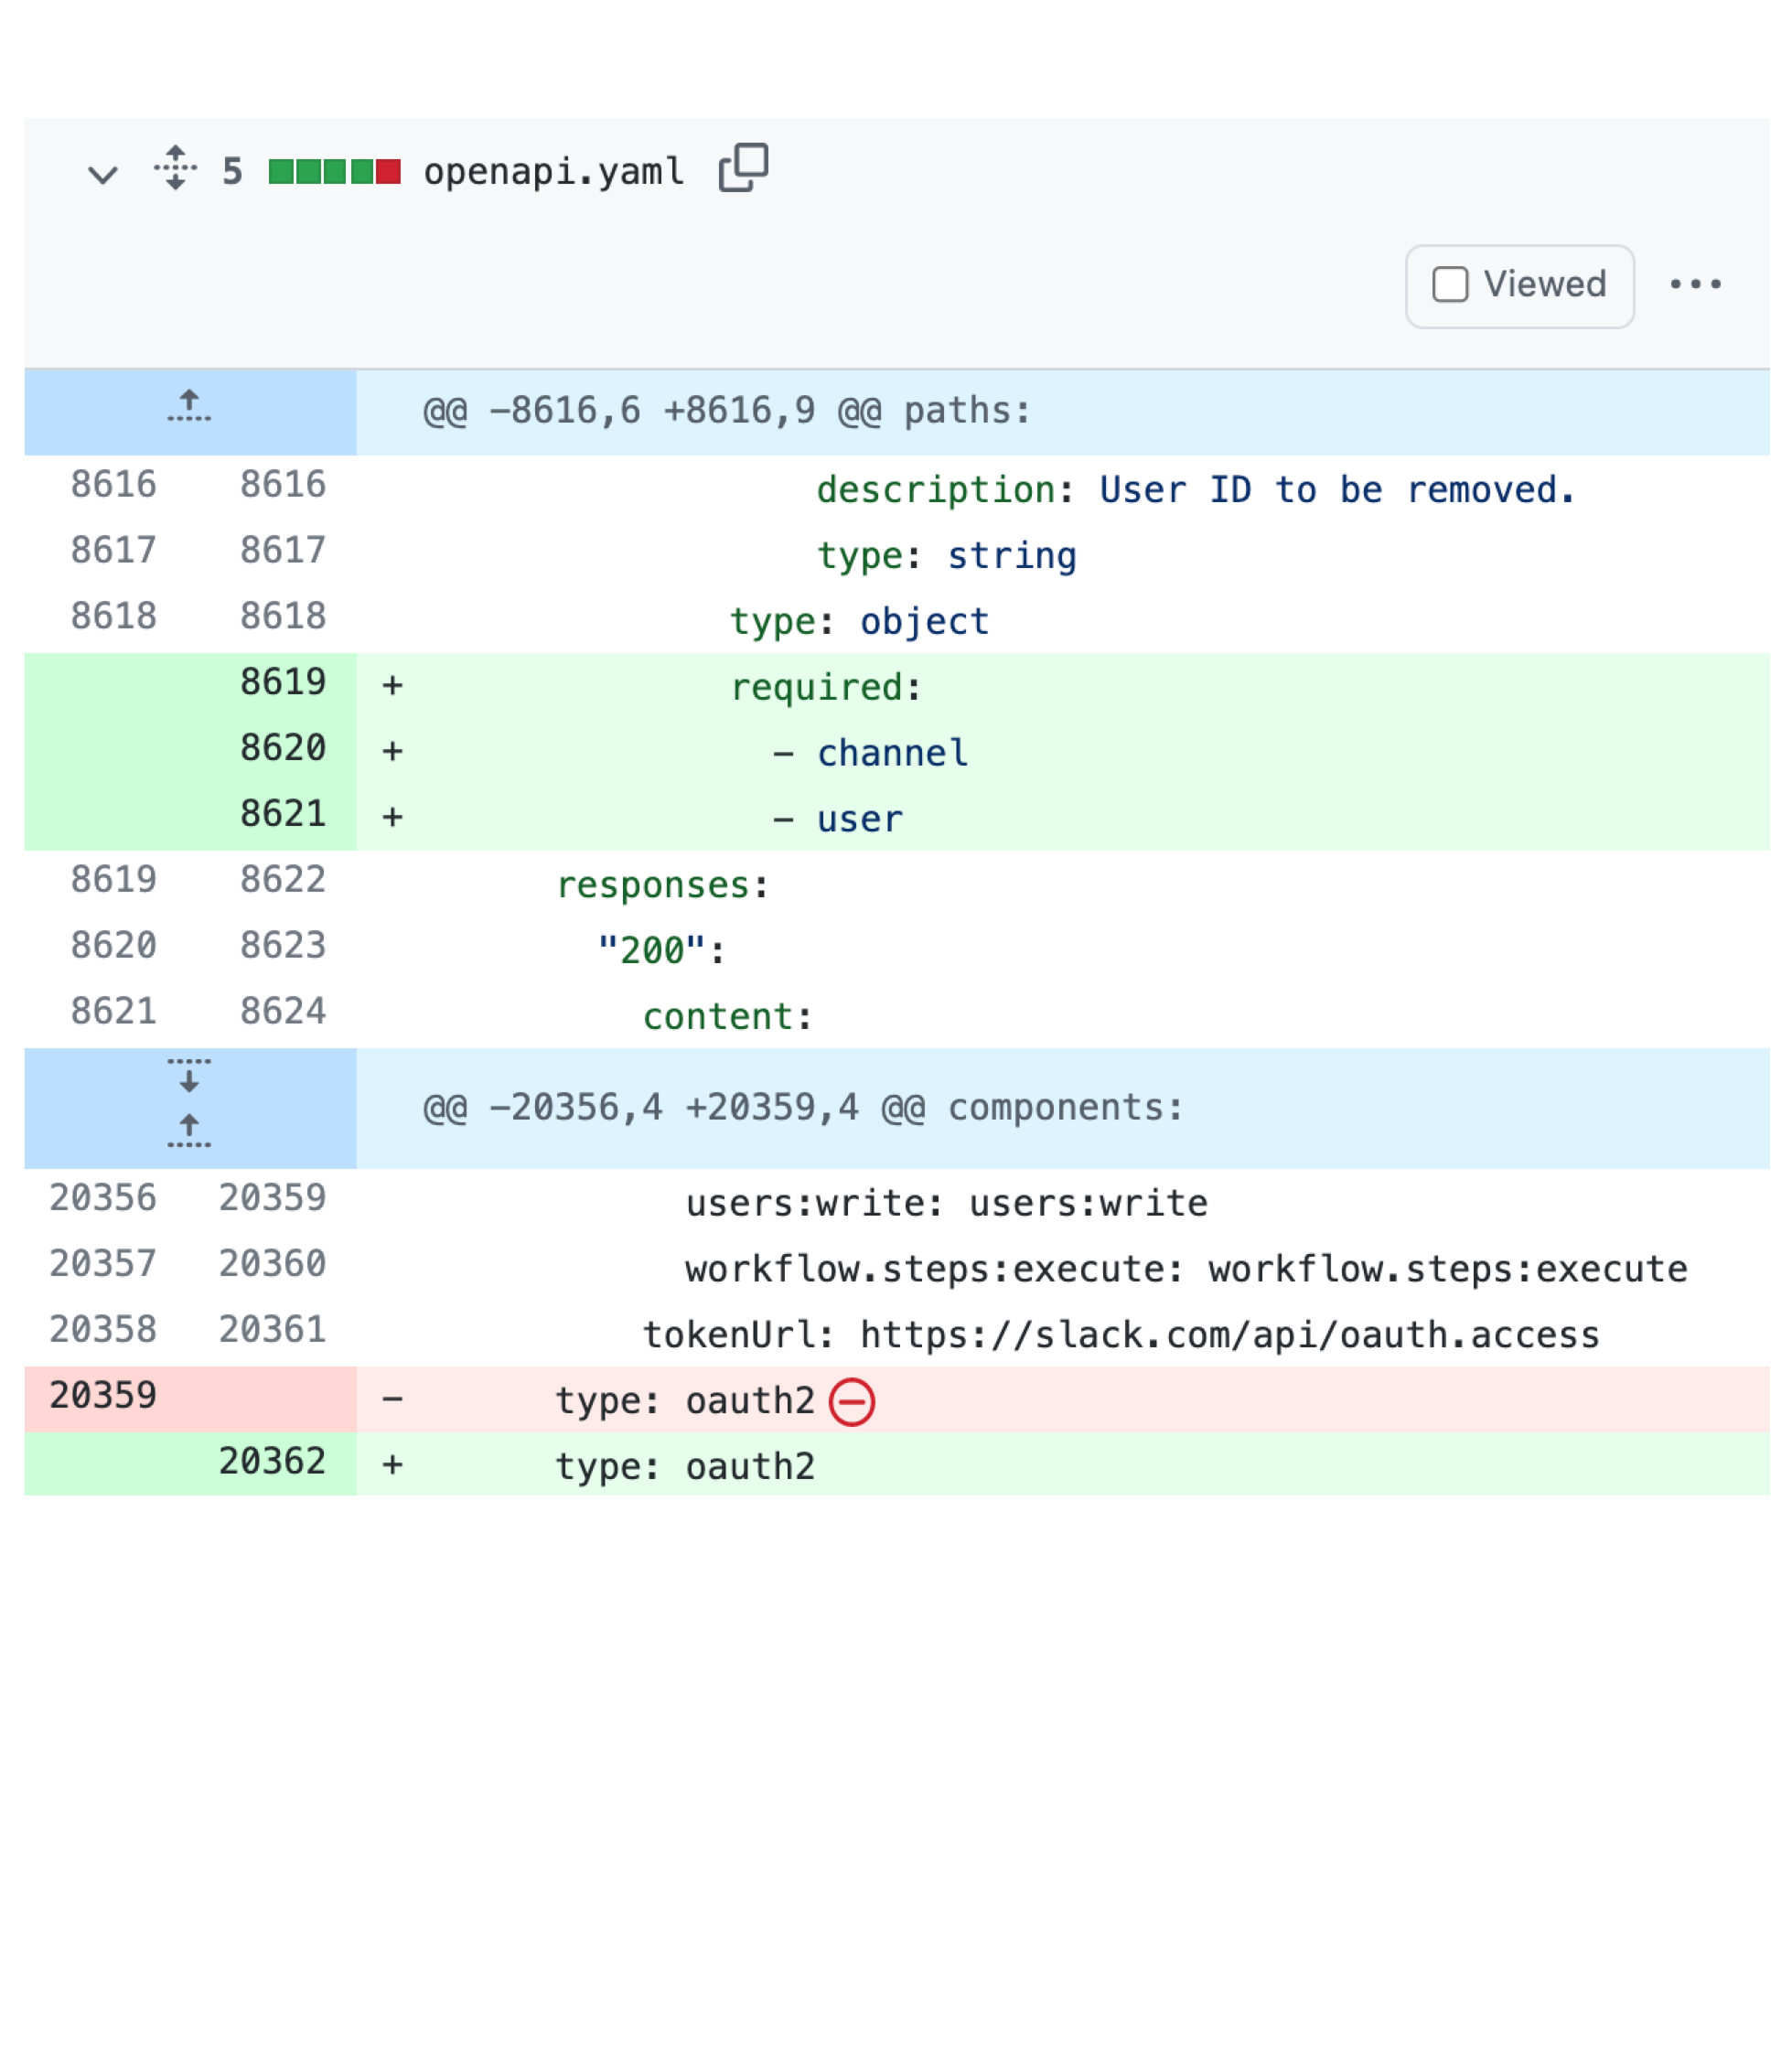 5 openapi.yaml
Viewed
@@ -8616,6 +8616,9 @@ paths:
8616 8616 description: User ID to be removed.
8617 8617 type: string
8618 8618 type: object
8619 + required:
8620 + - channel
8621 + - user
8619 8622 responses:
8620 8623 "200":
8621 8624 content:
@@ -20356,4 +20359,4 @@ components:
20356 20359 users:write: users:write
20357 20360 workflow.steps:execute: workflow.steps:execute
20358 20361 tokenUrl: https://slack.com/api/oauth.access
20359 - type: oauth2
20362 + type: oauth2